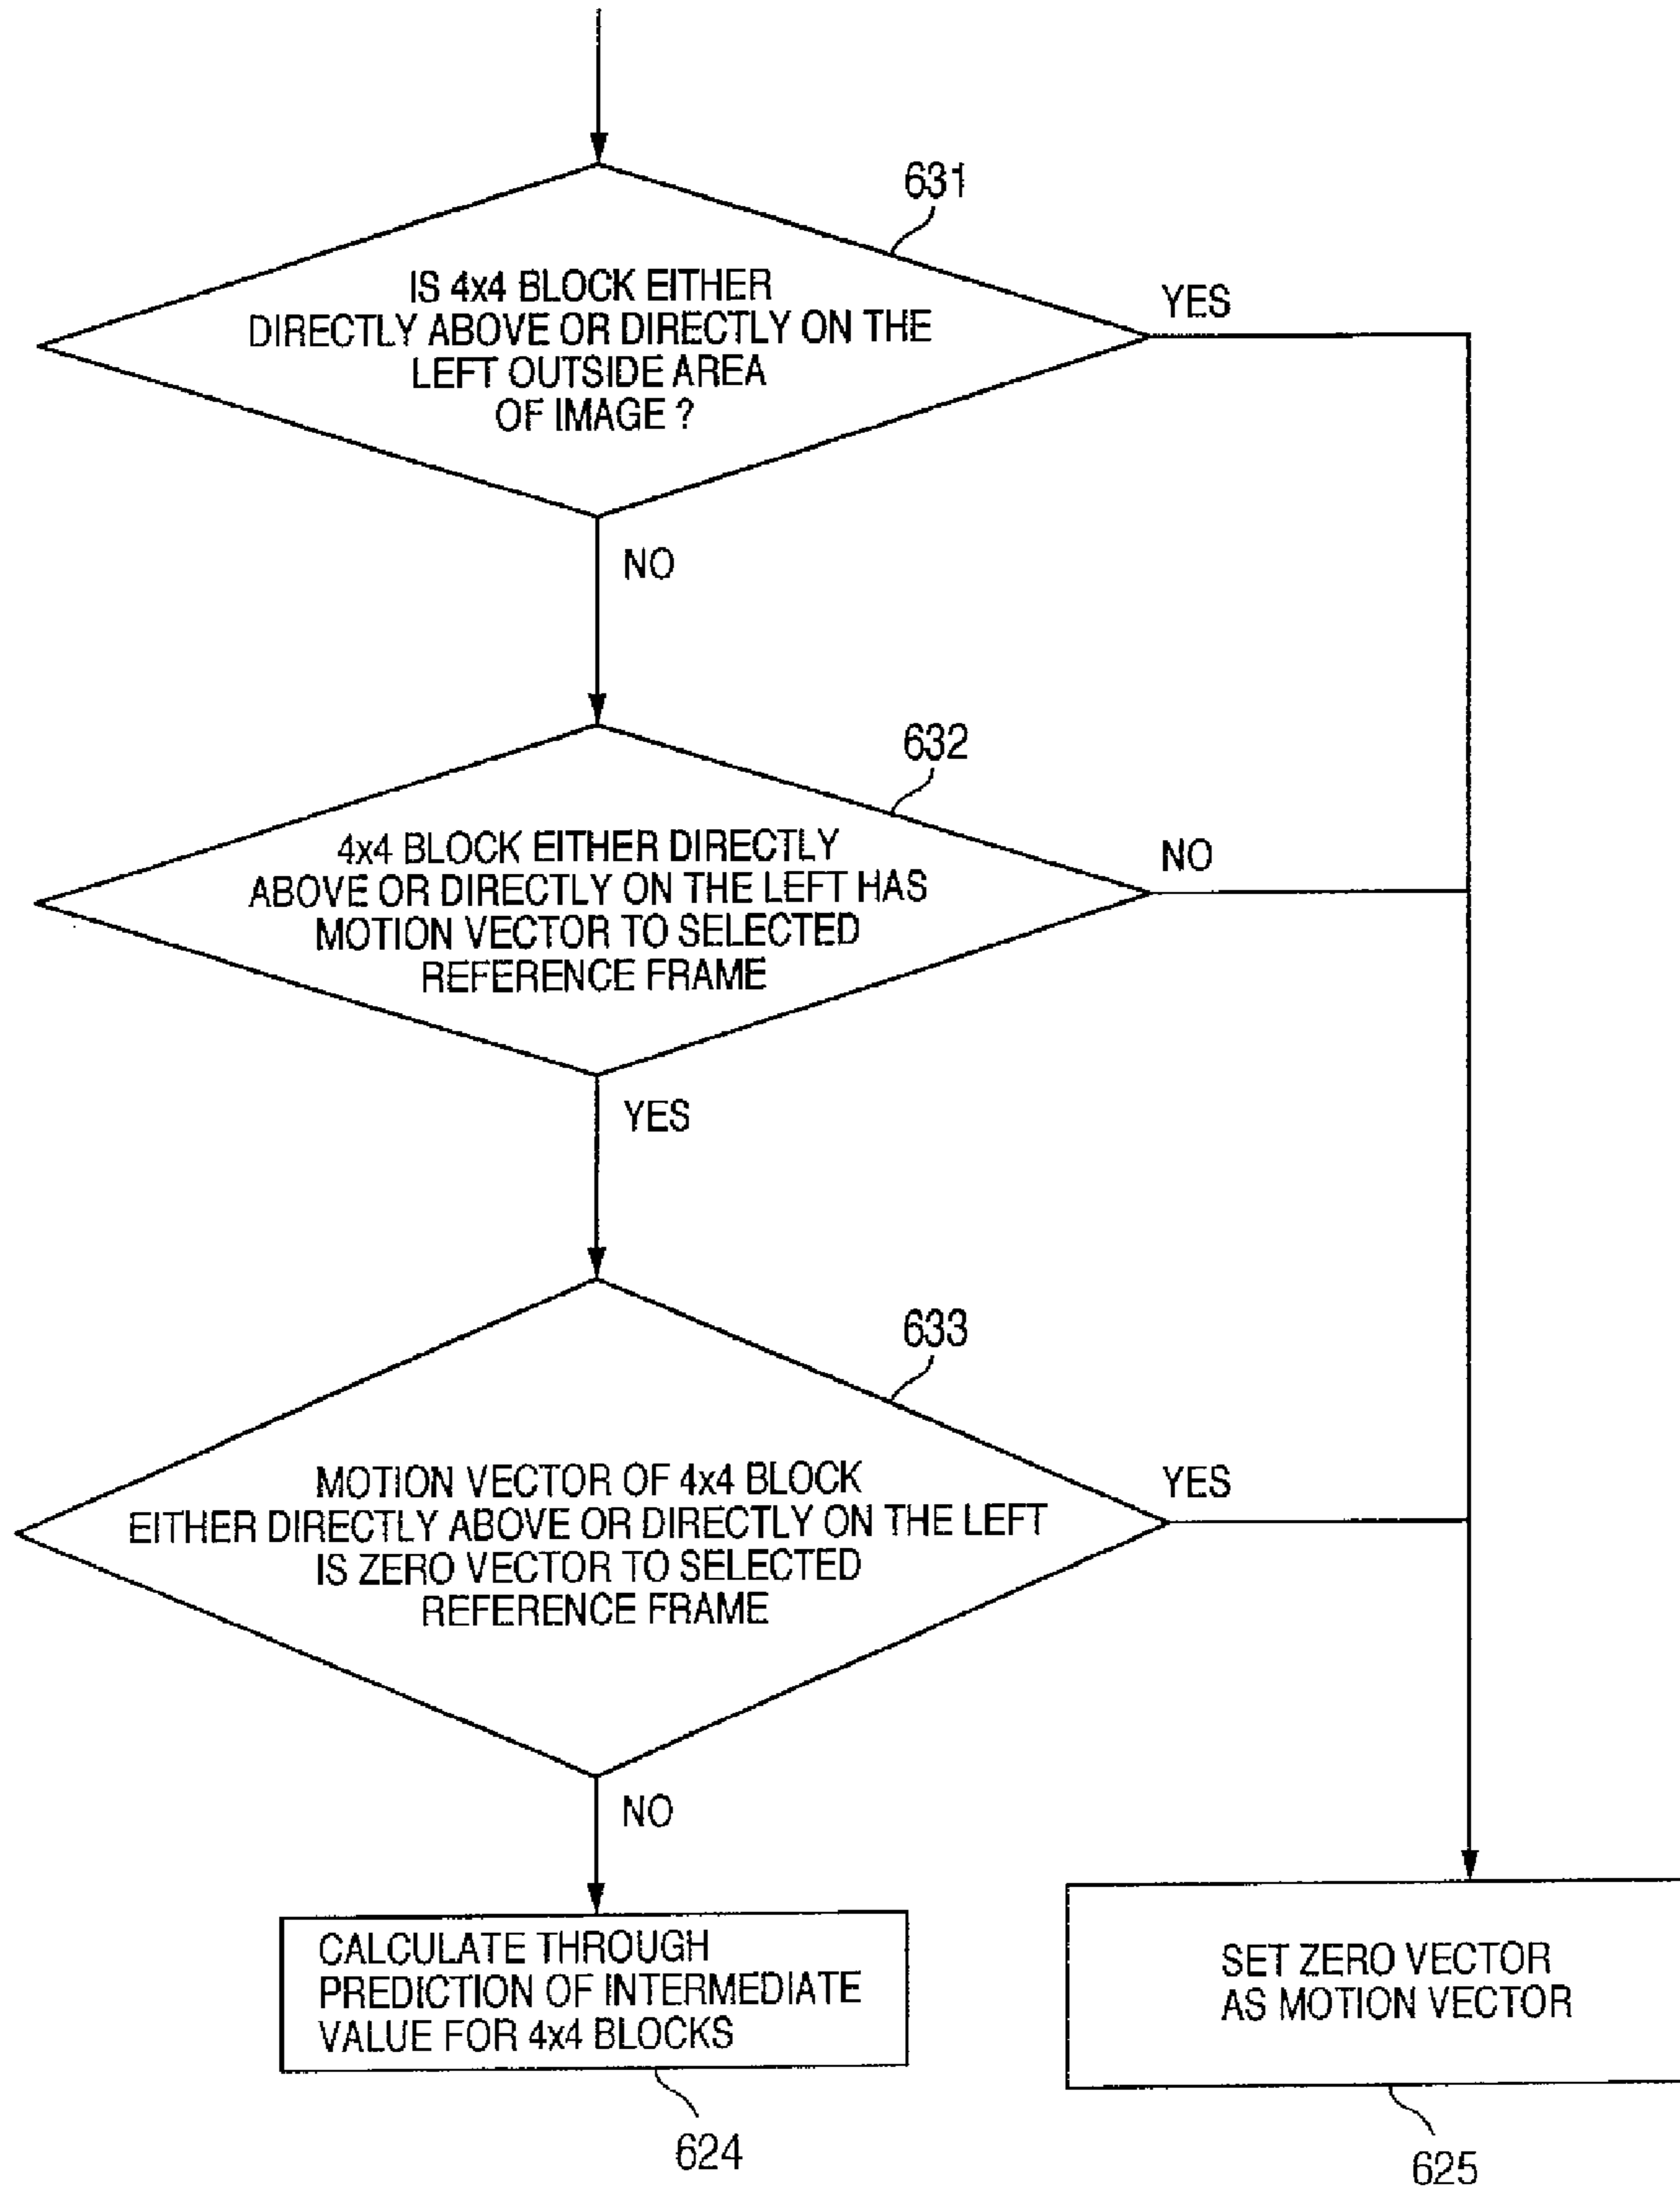 631
IS 4x4 BLOCK EITHER
DIRECTLY ABOVE OR DIRECTLY ON THE
LEFT OUTSIDE AREA
OF IMAGE ?
YES
NO
632
4x4 BLOCK EITHER DIRECTLY
ABOVE OR DIRECTLY ON THE LEFT HAS
MOTION VECTOR TO SELECTED
REFERENCE FRAME
NO
YES
633
MOTION VECTOR OF 4x4 BLOCK
EITHER DIRECTLY ABOVE OR DIRECTLY ON THE LEFT
IS ZERO VECTOR TO SELECTED
REFERENCE FRAME
YES
NO
CALCULATE THROUGH
PREDICTION OF INTERMEDIATE
VALUE FOR 4x4 BLOCKS
624
SET ZERO VECTOR
AS MOTION VECTOR
625